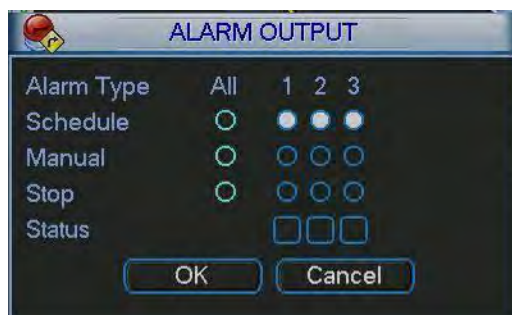 ALARM OUTPUT
Alarm Type All 1 2 3
Schedule
Manual
Stop
Status
OK Cancel